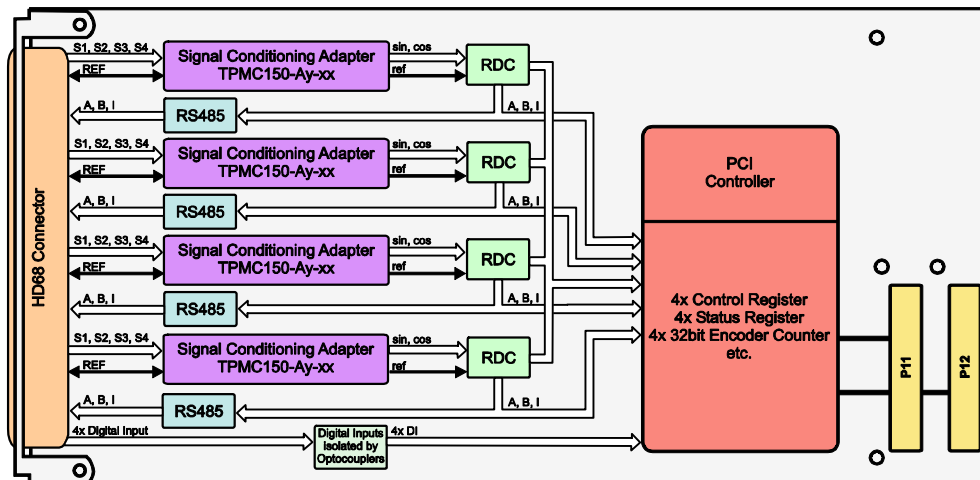 HD68 Connector
S1, S2, S3, S4
REF
Signal Conditioning Adapter
TPMC150-Ay-xx
sin, cos
ref
RDC
A, B, I
RS485
A, B, I
S1, S2, S3, S4
REF
Signal Conditioning Adapter
TPMC150-Ay-xx
sin, cos
ref
RDC
A, B, I
RS485
A, B, I
S1, S2, S3, S4
REF
Signal Conditioning Adapter
TPMC150-Ay-xx
sin, cos
ref
RDC
A, B, I
RS485
A, B, I
S1, S2, S3, S4
REF
Signal Conditioning Adapter
TPMC150-Ay-xx
sin, cos
ref
RDC
A, B, I
RS485
A, B, I
4x Digital Input
Digital Inputs
isolated by
Optocouplers
4x DI
PCI
Controller
4x Control Register
4x Status Register
4x 32bit Encoder Counter
etc.
P11
P12